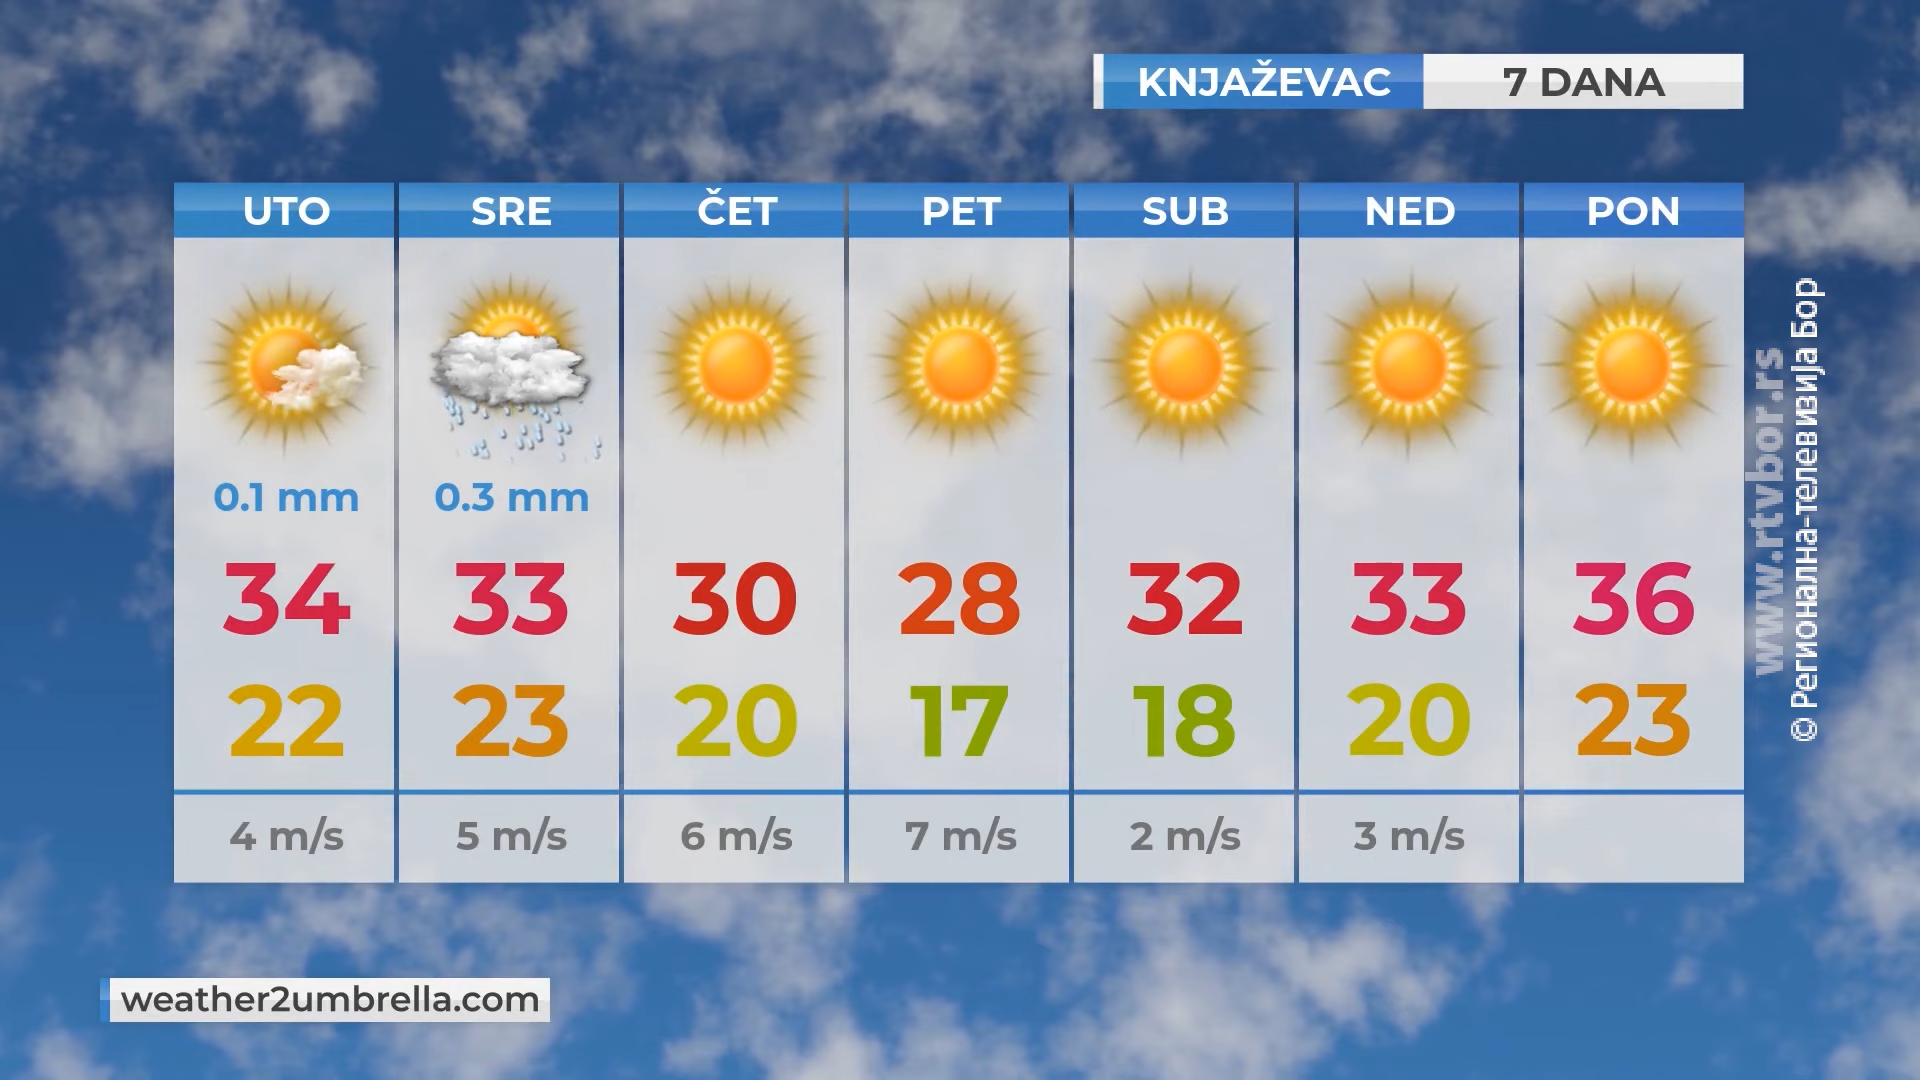 KNJAŽEVAC 7 DANA
UTO SRE ČET PET SUB NED PON
0.1 mm 0.3 mm
34 33 30 28 32 33 36
22 23 20 17 18 20 23
4 m/s 5 m/s 6 m/s 7 m/s 2 m/s 3 m/s
weather2umbrella.com
www.rtvbor.rs
© Регионална-телевизија Бор